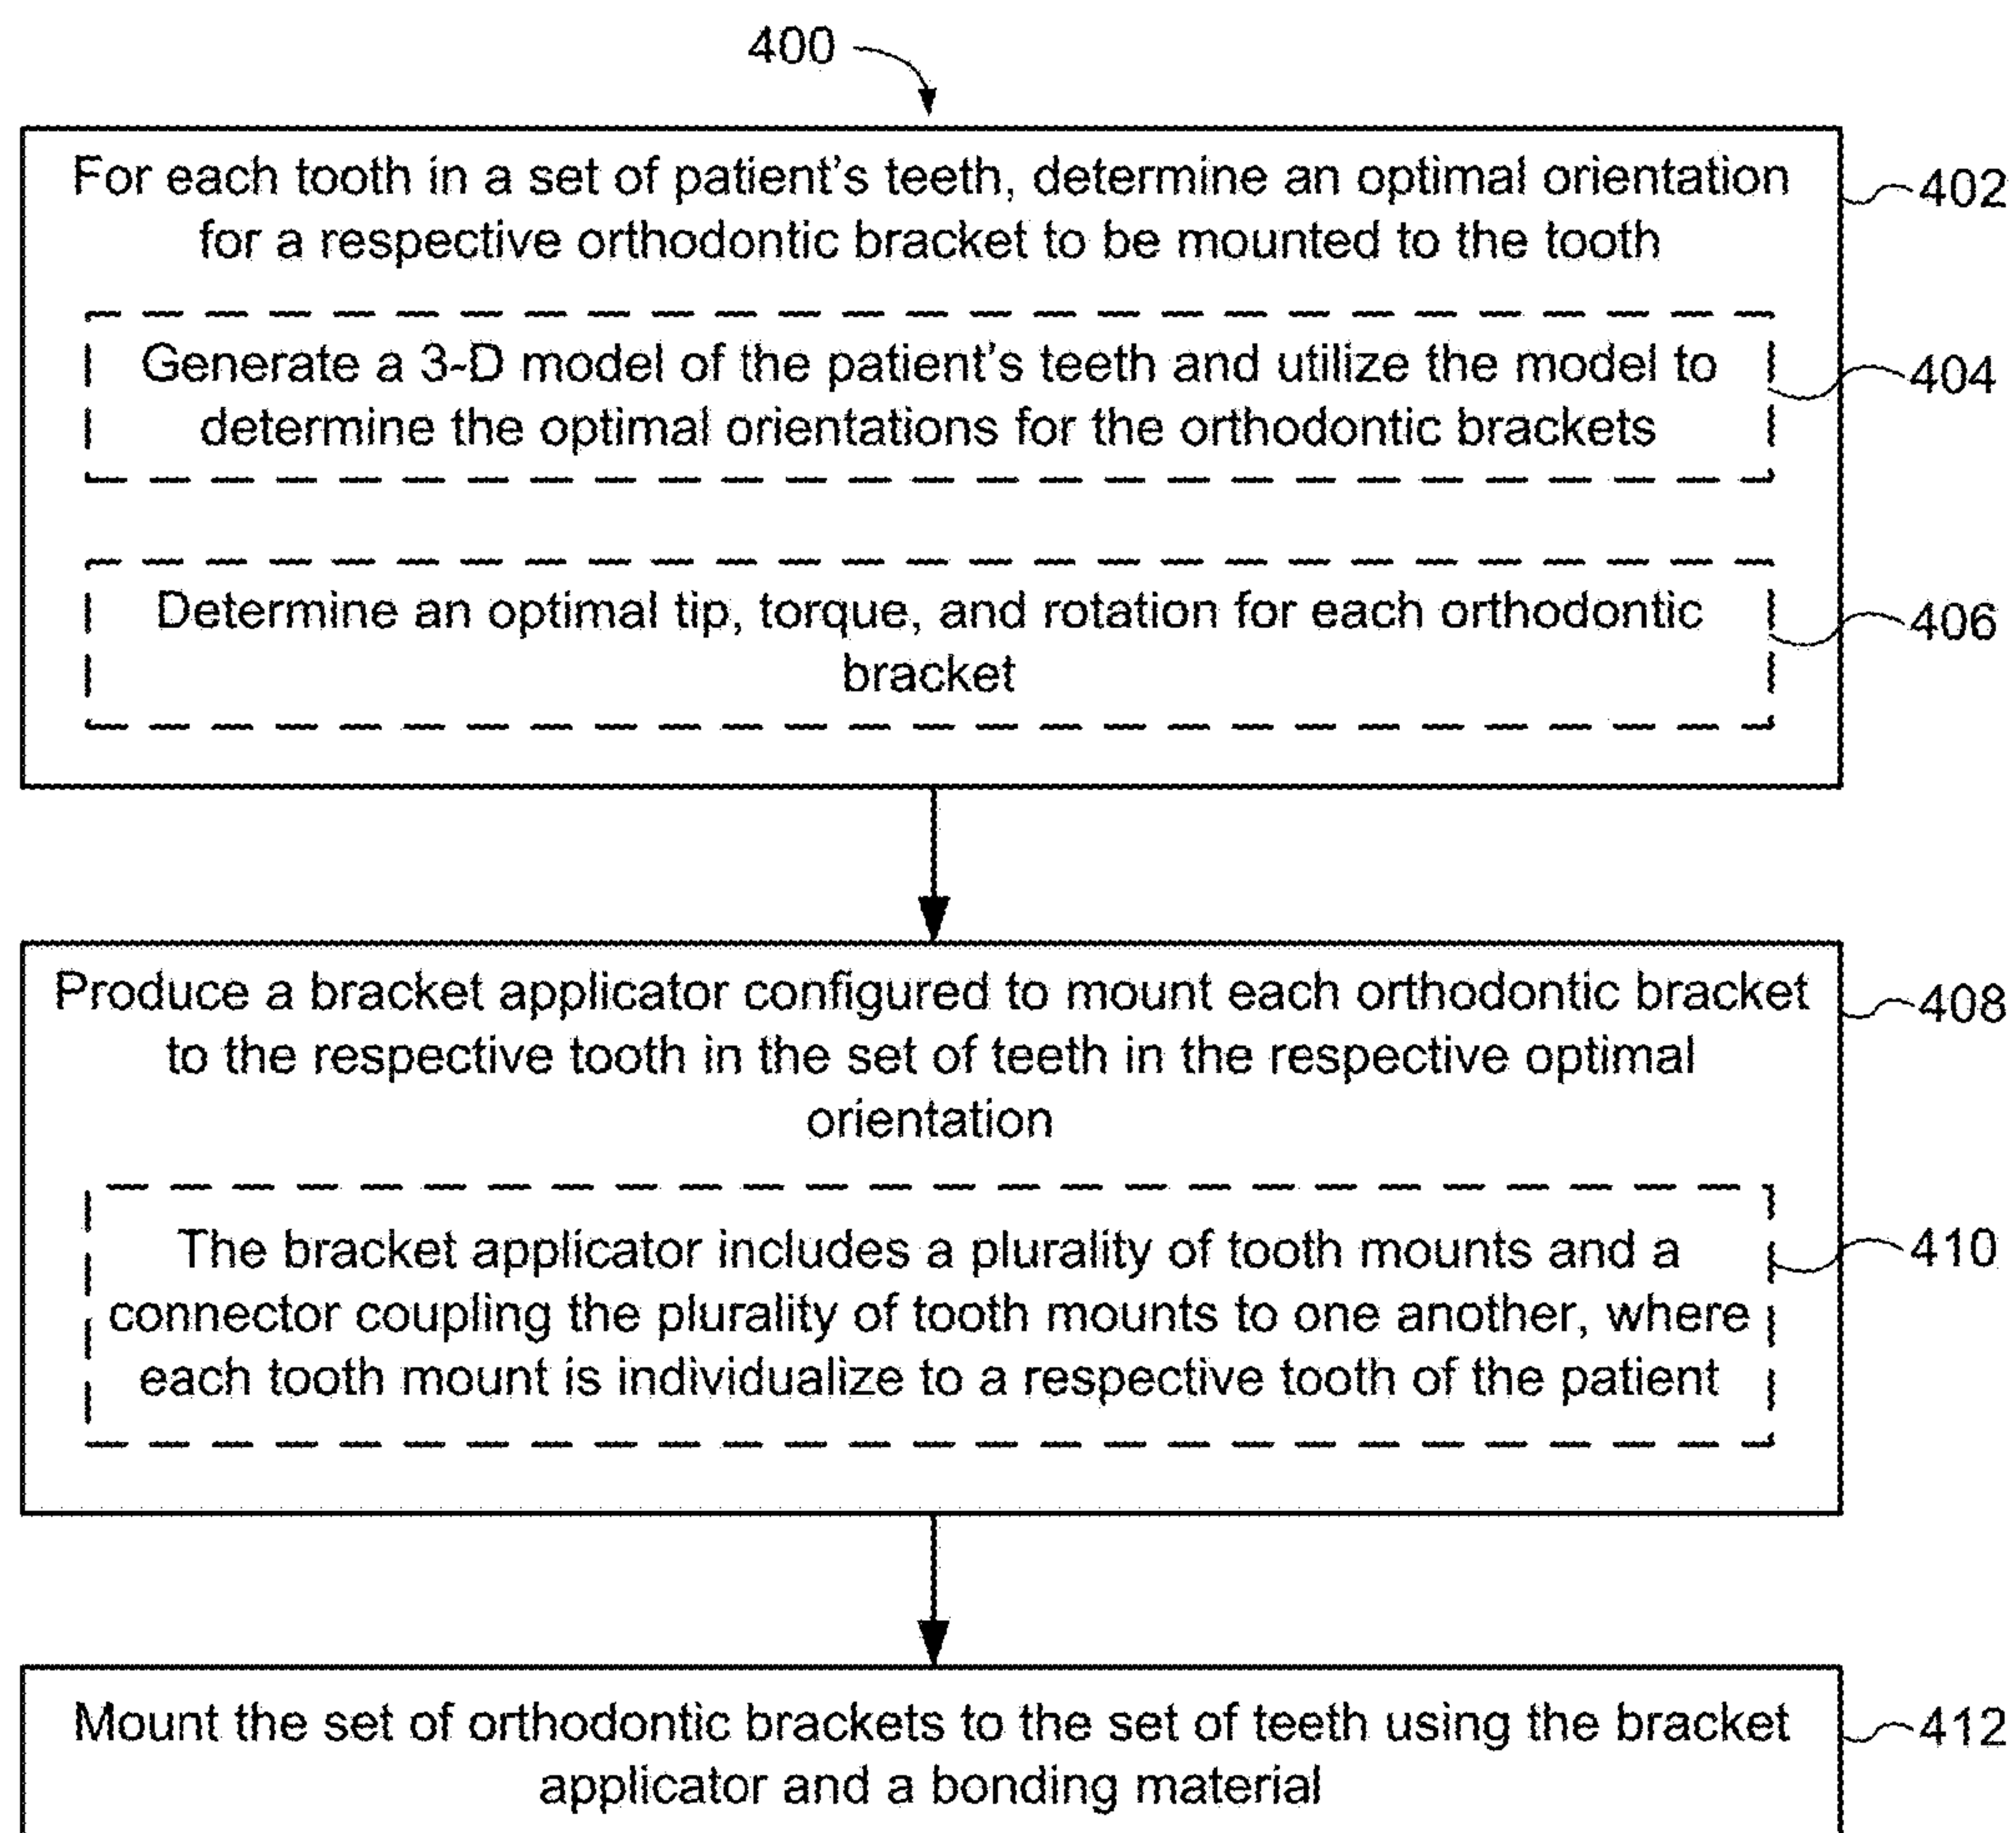 400
For each tooth in a set of patient's teeth, determine an optimal orientation
for a respective orthodontic bracket to be mounted to the tooth
402
Generate a 3-D model of the patient's teeth and utilize the model to
determine the optimal orientations for the orthodontic brackets
404
Determine an optimal tip, torque, and rotation for each orthodontic
bracket
406
Produce a bracket applicator configured to mount each orthodontic bracket
to the respective tooth in the set of teeth in the respective optimal
orientation
408
The bracket applicator includes a plurality of tooth mounts and a
connector coupling the plurality of tooth mounts to one another, where
each tooth mount is individualize to a respective tooth of the patient
410
Mount the set of orthodontic brackets to the set of teeth using the bracket
applicator and a bonding material
412